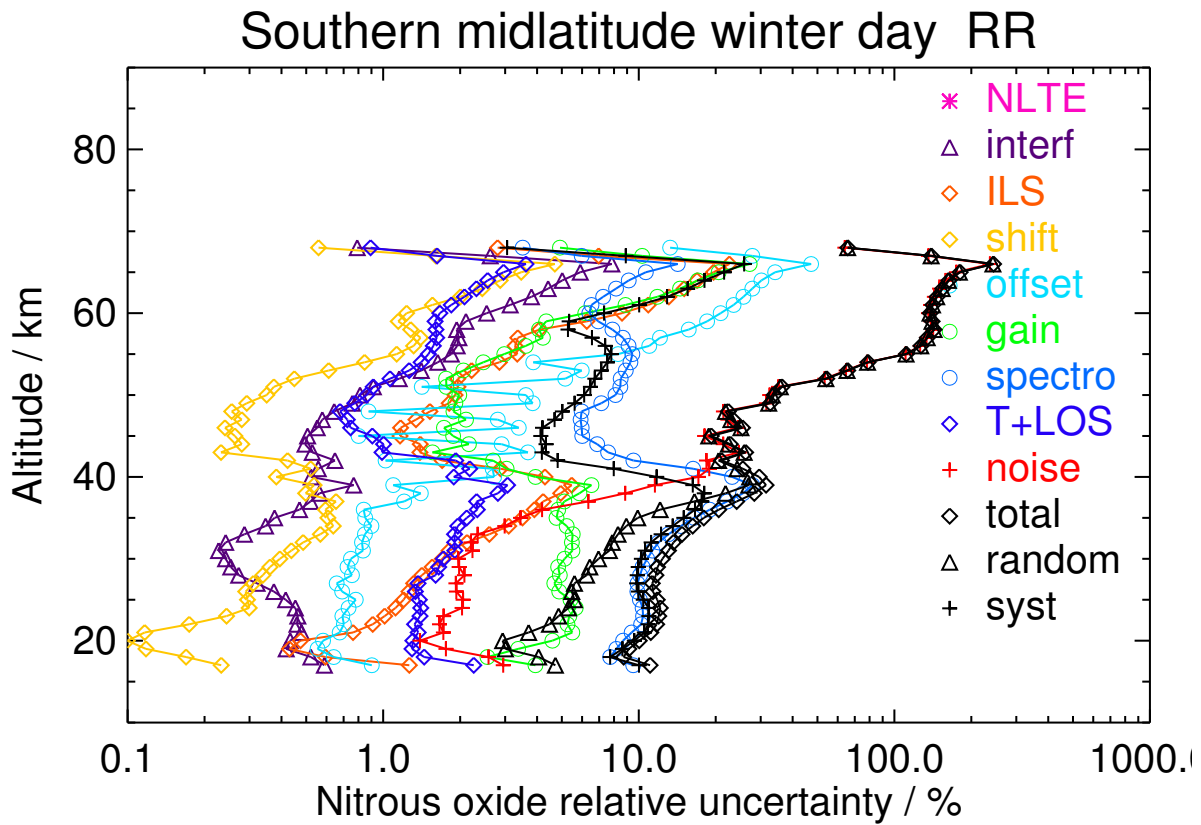 Southern midlatitude winter day RR
NLTE
interf
ILS
shift
offset
gain
spectro
T+LOS
noise
total
random
syst
80
60
40
20
Altitude / km
0.1 1.0 10.0 100.0 1000.0
Nitrous oxide relative uncertainty / %